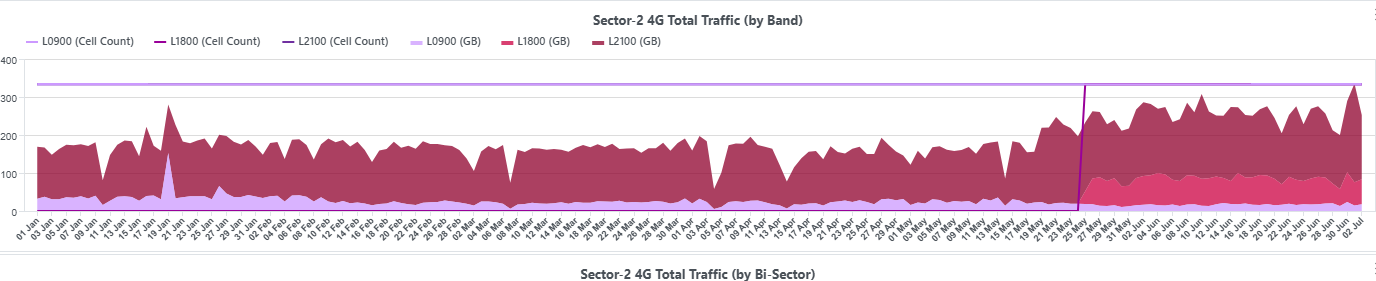 Sector-2 4G Total Traffic (by Band)
L0900 (Cell Count) L1800 (Cell Count) L2100 (Cell Count) L0900 (GB) L1800 (GB) L2100 (GB)
400
300
200
100
0
01 Jan 03 Jan 05 Jan 07 Jan 09 Jan 11 Jan 13 Jan 15 Jan 17 Jan 19 Jan 21 Jan 23 Jan 25 Jan 27 Jan 29 Jan 31 Jan 02 Feb 04 Feb 06 Feb 08 Feb 10 Feb 12 Feb 14 Feb 16 Feb 18 Feb 20 Feb 22 Feb 24 Feb 26 Feb 28 Feb 02 Mar 04 Mar 06 Mar 08 Mar 10 Mar 12 Mar 14 Mar 16 Mar 18 Mar 20 Mar 22 Mar 24 Mar 26 Mar 28 Mar 30 Mar 01 Apr 03 Apr 05 Apr 07 Apr 09 Apr 11 Apr 13 Apr 15 Apr 17 Apr 19 Apr 21 Apr 23 Apr 25 Apr 27 Apr 29 Apr 01 May 03 May 05 May 07 May 09 May 11 May 13 May 15 May 17 May 19 May 21 May 23 May 25 May 27 May 29 May 31 May 02 Jun 04 Jun 06 Jun 08 Jun 10 Jun 12 Jun 14 Jun 16 Jun 18 Jun 20 Jun 22 Jun 24 Jun 26 Jun 28 Jun 30 Jun 02 Jul
Sector-2 4G Total Traffic (by Bi-Sector)